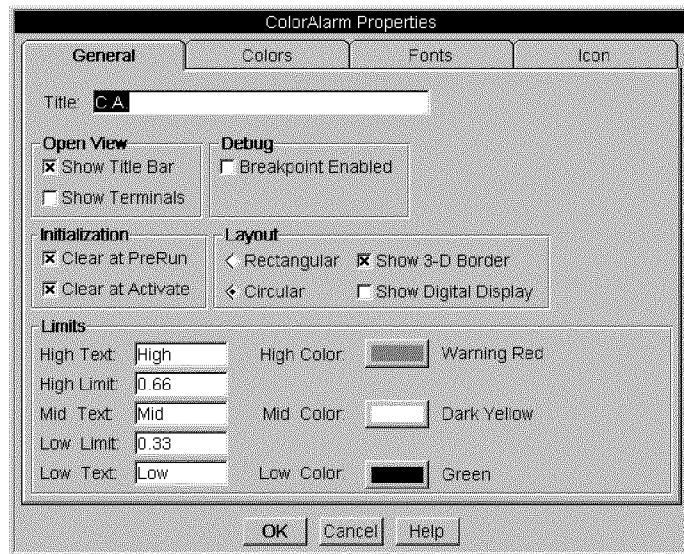 ColorAlarm Properties
General Colors Fonts Icon
Title: C.A.
Open View Debug
Show Title Bar Breakpoint Enabled
Show Terminals
Initialization Layout
Clear at PreRun Rectangular Show 3-D Border
Clear at Activate Circular Show Digital Display
Limits
High Text: High High Color: Warning Red
High Limit: 0.66
Mid Text: Mid Mid Color: Dark Yellow
Low Limit: 0.33
Low Text: Low Low Color: Green
OK Cancel Help